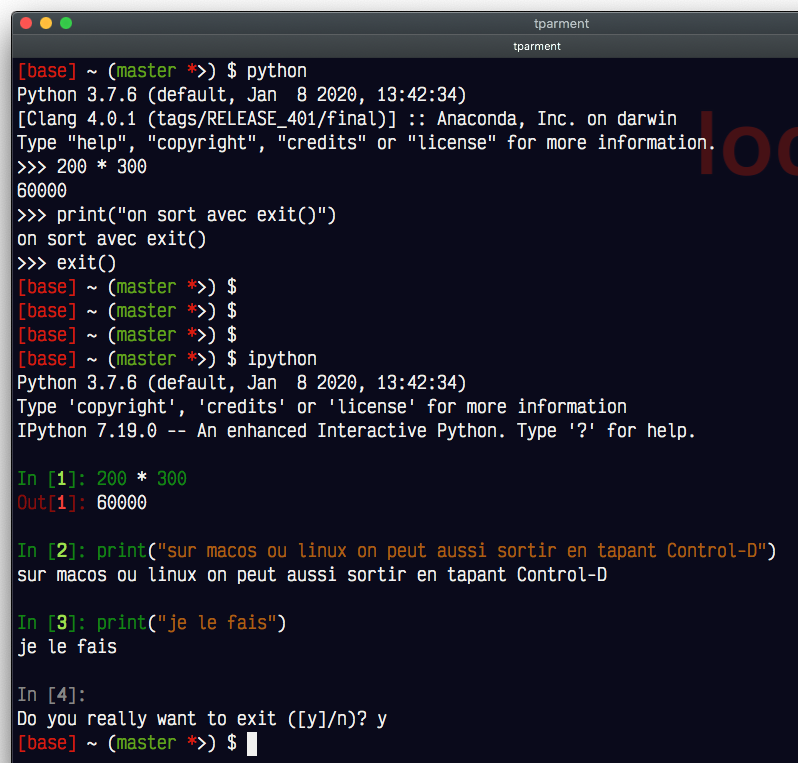 tparment
tparment
[base] ~ (master *>) $ python
Python 3.7.6 (default, Jan  8 2020, 13:42:34)
[Clang 4.0.1 (tags/RELEASE_401/final)] :: Anaconda, Inc. on darwin
Type "help", "copyright", "credits" or "license" for more information.
>>> 200 * 300
60000
>>> print("on sort avec exit()")
on sort avec exit()
>>> exit()
[base] ~ (master *>) $
[base] ~ (master *>) $
[base] ~ (master *>) $
[base] ~ (master *>) $ ipython
Python 3.7.6 (default, Jan  8 2020, 13:42:34)
Type 'copyright', 'credits' or 'license' for more information
IPython 7.19.0 -- An enhanced Interactive Python. Type '?' for help.
In [1]: 200 * 300
Out[1]: 60000
In [2]: print("sur macos ou linux on peut aussi sortir en tapant Control-D")
sur macos ou linux on peut aussi sortir en tapant Control-D
In [3]: print("je le fais")
je le fais
In [4]:
Do you really want to exit ([y]/n)? y
[base] ~ (master *>) $